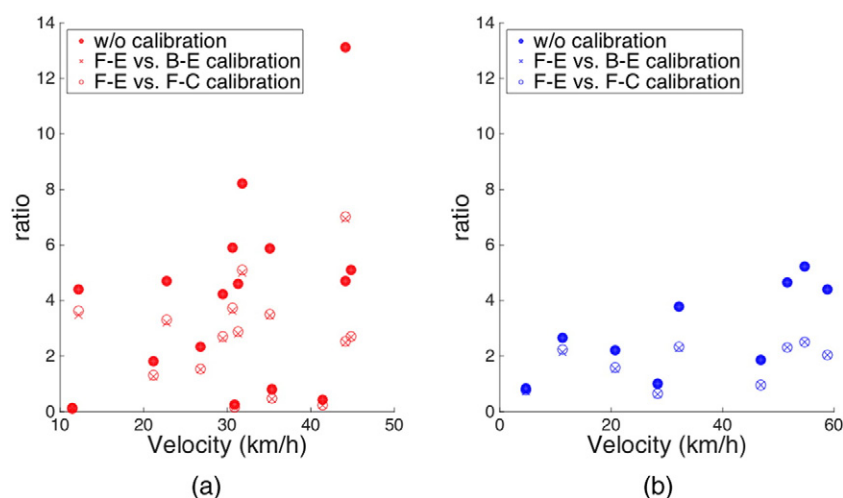 14
12
10
8
6
4
2
0
ratio
w/o calibration
F-E vs. B-E calibration
F-E vs. F-C calibration
10 20 30 40 50
Velocity (km/h)
(a)
14
12
10
8
6
4
2
0
ratio
w/o calibration
F-E vs. B-E calibration
F-E vs. F-C calibration
0 20 40 60
Velocity (km/h)
(b)